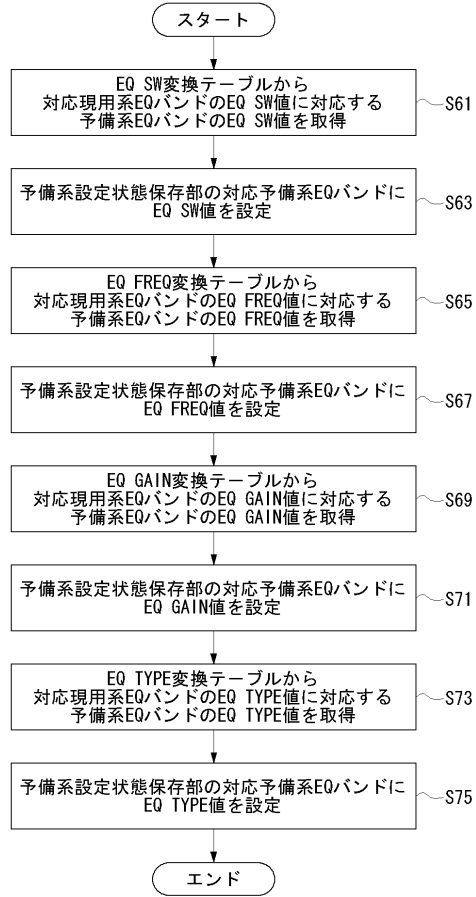 スタート
EQ SW変換テーブルから
対応現用系EQバンドのEQ SW値に対応する
予備系EQバンドのEQ SW値を取得
S61
予備系設定状態保存部の対応予備系EQバンドに
EQ SW値を設定
S63
EQ FREQ変換テーブルから
対応現用系EQバンドのEQ FREQ値に対応する
予備系EQバンドのEQ FREQ値を取得
S65
予備系設定状態保存部の対応予備系EQバンドに
EQ FREQ値を設定
S67
EQ GAIN変換テーブルから
対応現用系EQバンドのEQ GAIN値に対応する
予備系EQバンドのEQ GAIN値を取得
S69
予備系設定状態保存部の対応予備系EQバンドに
EQ GAIN値を設定
S71
EQ TYPE変換テーブルから
対応現用系EQバンドのEQ TYPE値に対応する
予備系EQバンドのEQ TYPE値を取得
S73
予備系設定状態保存部の対応予備系EQバンドに
EQ TYPE値を設定
S75
エンド